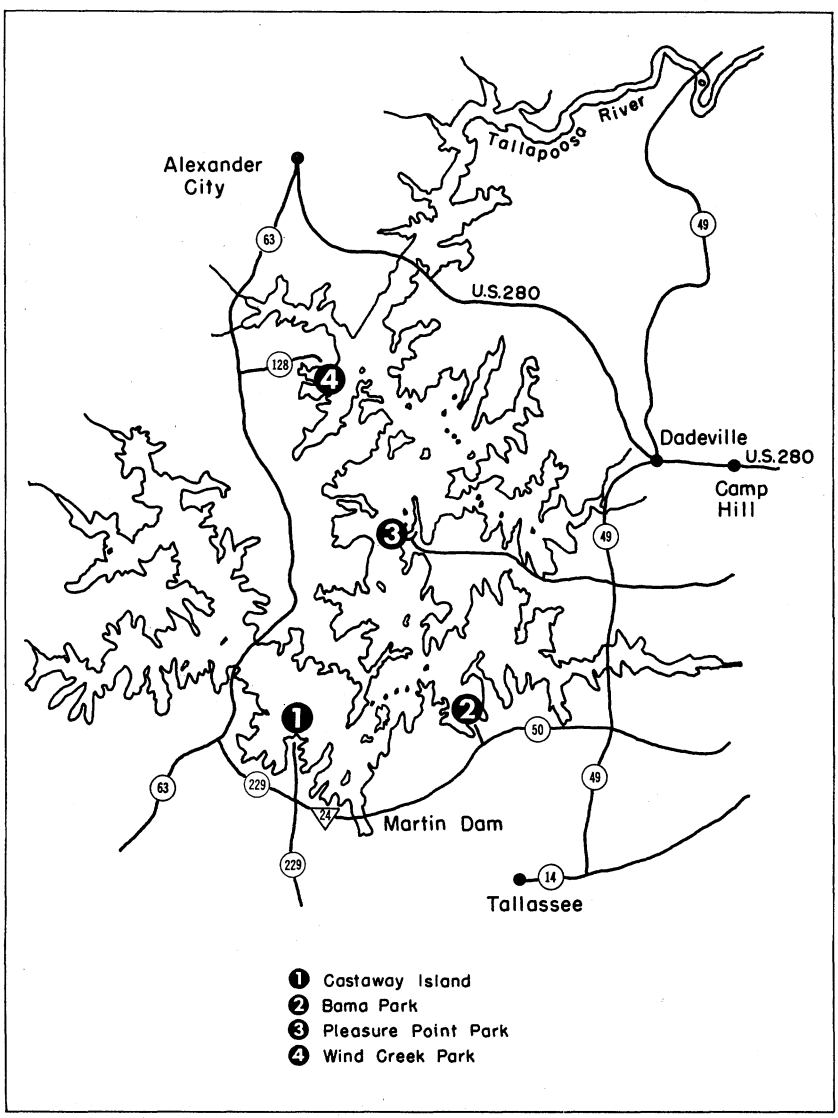 Tallapoosa River
Alexander
City
63
49
U.S.280
128
4
Dadeville
U.S.280
Camp
Hill
3
49
1
2
50
63
229
49
24
Martin Dam
229
14
Tallassee
1 Castaway Island
2 Bama Park
3 Pleasure Point Park
4 Wind Creek Park